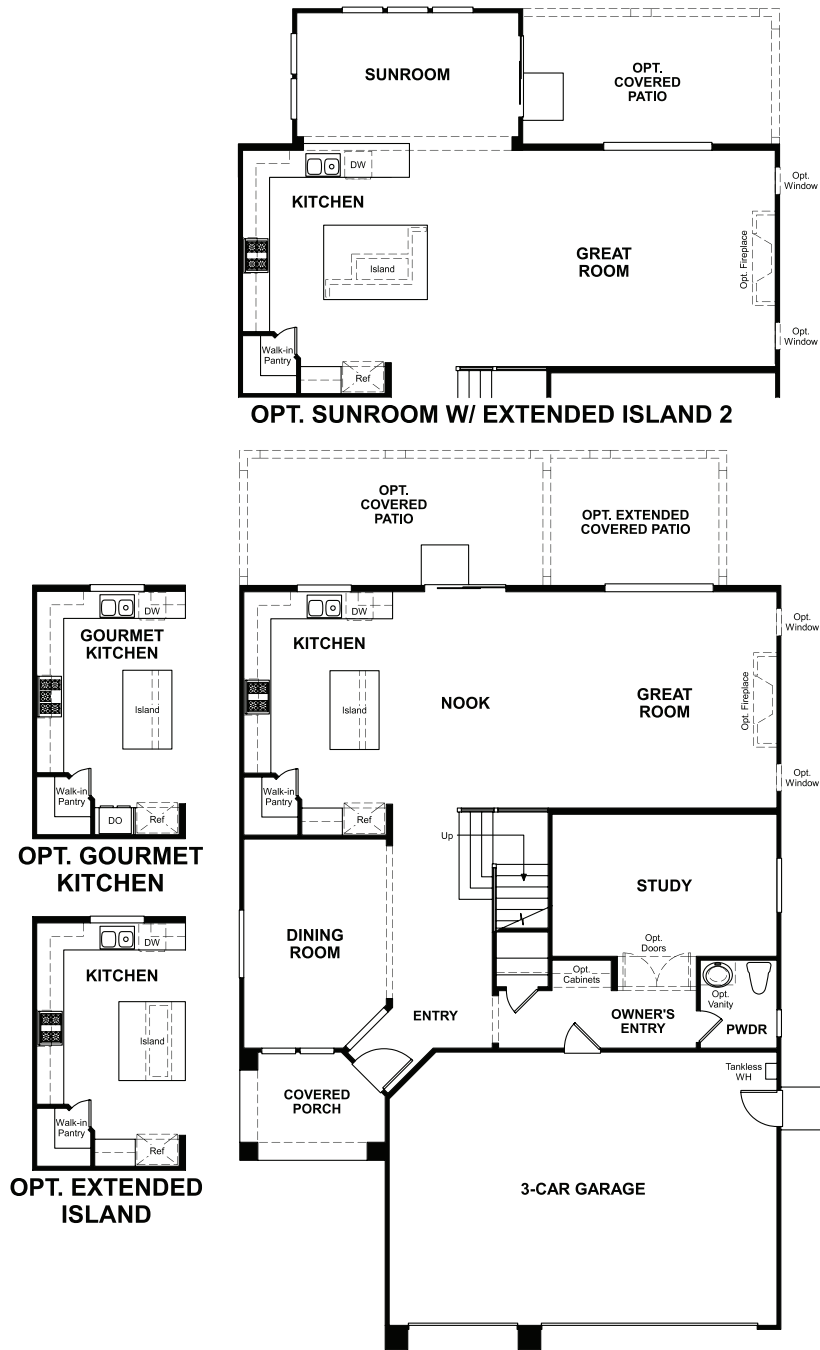 SUNROOM
OPT.
COVERED
PATIO
DW
KITCHEN
Opt.
Window
Island
GREAT
ROOM
Opt. Fireplace
Opt.
Window
Walk-in
Pantry
Ref
OPT. SUNROOM W/ EXTENDED ISLAND 2
OPT.
COVERED
PATIO
OPT. EXTENDED
COVERED PATIO
DW
GOURMET
KITCHEN
Island
Walk-in
Pantry
DO
Ref
OPT. GOURMET
KITCHEN
DW
KITCHEN
Island
Walk-in
Pantry
Ref
OPT. EXTENDED
ISLAND
DW
KITCHEN
Island
NOOK
GREAT
ROOM
Opt.
Window
Opt. Fireplace
Opt.
Window
Walk-in
Pantry
Ref
Up
STUDY
DINING
ROOM
Opt.
Doors
Opt.
Cabinets
Opt.
Vanity
ENTRY
OWNER'S
ENTRY
PWDR
Tankless
WH
COVERED
PORCH
3-CAR GARAGE